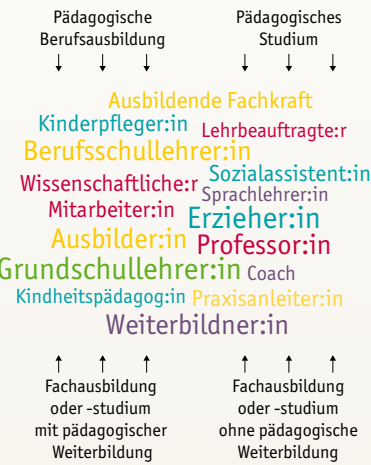 Pädagogische
Berufsausbildung
Pädagogisches
Studium
Ausbildende Fachkraft
Kinderpfleger:in
Lehrbeauftragte:r
Berufsschullehrer:in
Sozialassistent:in
Wissenschaftliche:r
Sprachlehrer:in
Mitarbeiter:in
Erzieher:in
Ausbilder:in
Professor:in
Grundschullehrer:in
Coach
Kindheitspädagog:in
Praxisanleiter:in
Weiterbildner:in
Fachausbildung
oder -studium
mit pädagogischer
Weiterbildung
Fachausbildung
oder -studium
ohne pädagogische
Weiterbildung